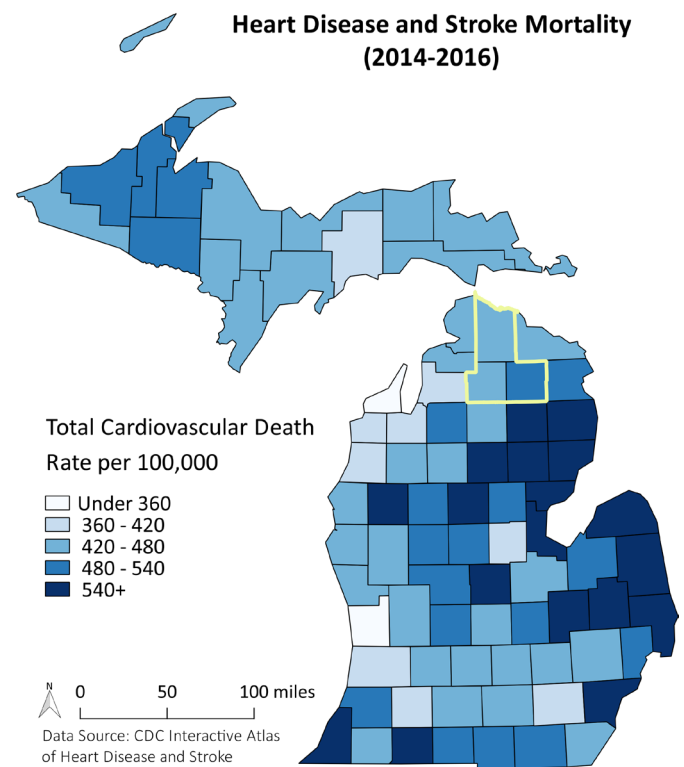 Heart Disease and Stroke Mortality
(2014-2016)
Total Cardiovascular Death
Rate per 100,000
Under 360
360 - 420
420 - 480
480 - 540
540+
N
0 50 100 miles
Data Source: CDC Interactive Atlas
of Heart Disease and Stroke